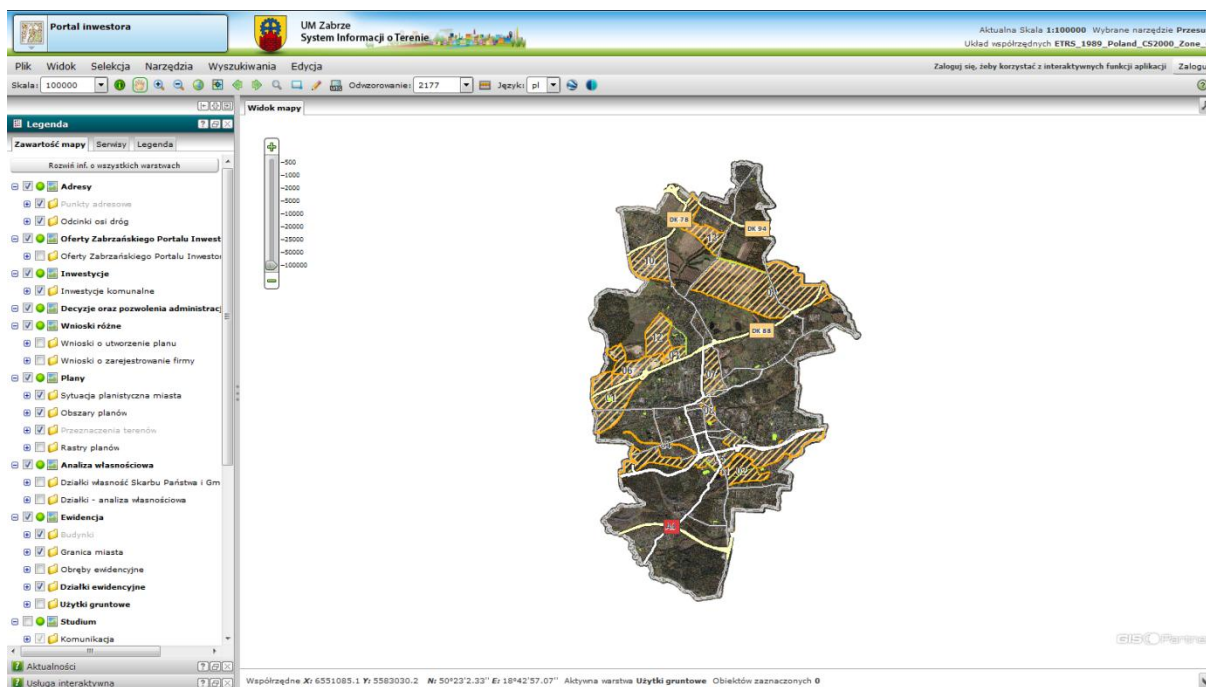 Portal inwestora
UM Zabrze
System Informacji o Terenie
Aktualna Skala 1:100000 Wybrane narzędzie Przesu
Układ współrzędnych ETRS_1989_Poland_CS2000_Zone_
Plik Widok Selekcja Narzędzia Wyszukiwania Edycja
Zaloguj się, żeby korzystać z interaktywnych funkcji aplikacji Zalogu
Skala: 100000 Odwzorowanie: 2177 Język: pl
Legenda
Widok mapy
Zawartość mapy Serwisy Legenda
Rozwiń inf. o wszystkich warstwach
Adresy
Punkty adresowe
Odcinki osi dróg
Oferty Zabrzańskiego Portalu Inwest
Oferty Zabrzańskiego Portalu Inwesto
Inwestycje
Inwestycje komunalne
Decyzje oraz pozwolenia administrac
Wnioski różne
Wnioski o utworzenie planu
Wnioski o zarejestrowanie firmy
Plany
Sytuacja planistyczna miasta
Obszary planów
Przeznaczenia terenów
Rastry planów
Analiza własnościowa
Działki własność Skarbu Państwa i Gm
Działki - analiza własnościowa
Ewidencja
Budynki
Granica miasta
Obręby ewidencyjne
Działki ewidencyjne
Użytki gruntowe
Studium
Komunikacja
Aktualności
Usługa interaktywna
-500
-1000
-2000
-5000
-10000
-20000
-25000
-50000
-100000
DK 78
DK 94
DK 88
GIS Partner
Współrzędne X: 6551085.1 Y: 5583030.2 N: 50°23'2.33'' E: 18°42'57.07'' Aktywna warstwa Użytki gruntowe Obiektów zaznaczonych 0